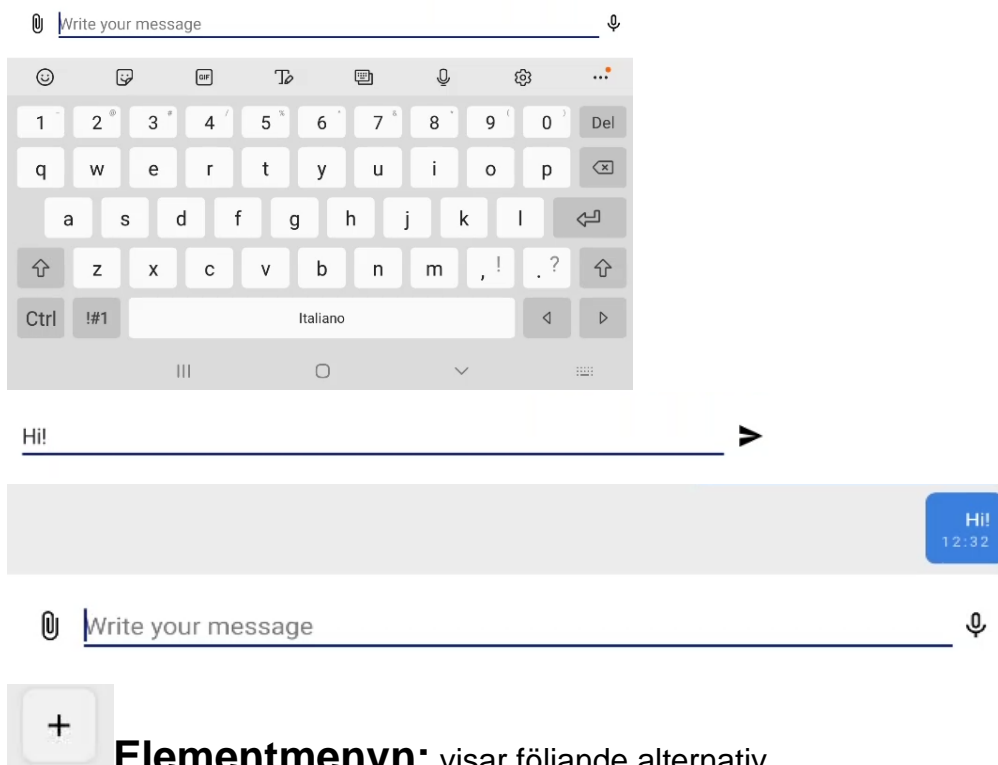 Write your message
GIF
1 2 @ 3 # 4 / 5 % 6 ^ 7 & 8 * 9 ( 0 ) Del
q w e r t y u i o p
a s d f g h j k l
z x c v b n m , ! . ?
Ctrl !#1 Italiano
Hi!
Hi!
12:32
Write your message
+
Elementmenyn: visar följande alternativ